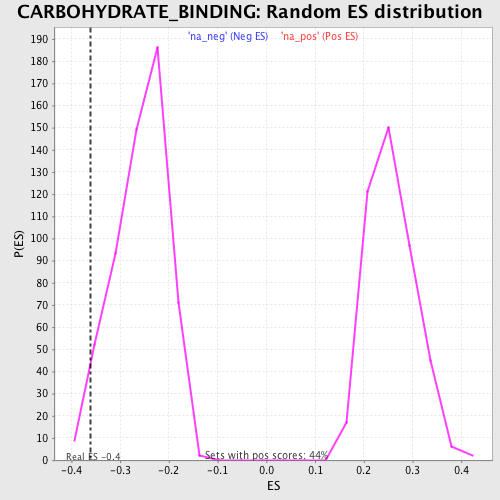 CARBOHYDRATE_BINDING: Random ES distribution
'na_neg' (Neg ES) 'na_pos' (Pos ES)
190
180
170
160
150
140
130
120
110
100
90
80
70
60
50
40
30
20
10
0
P(ES)
Real ES -0.4
Sets with pos scores: 44%
-0.4 -0.3 -0.2 -0.1 0.0 0.1 0.2 0.3 0.4
ES